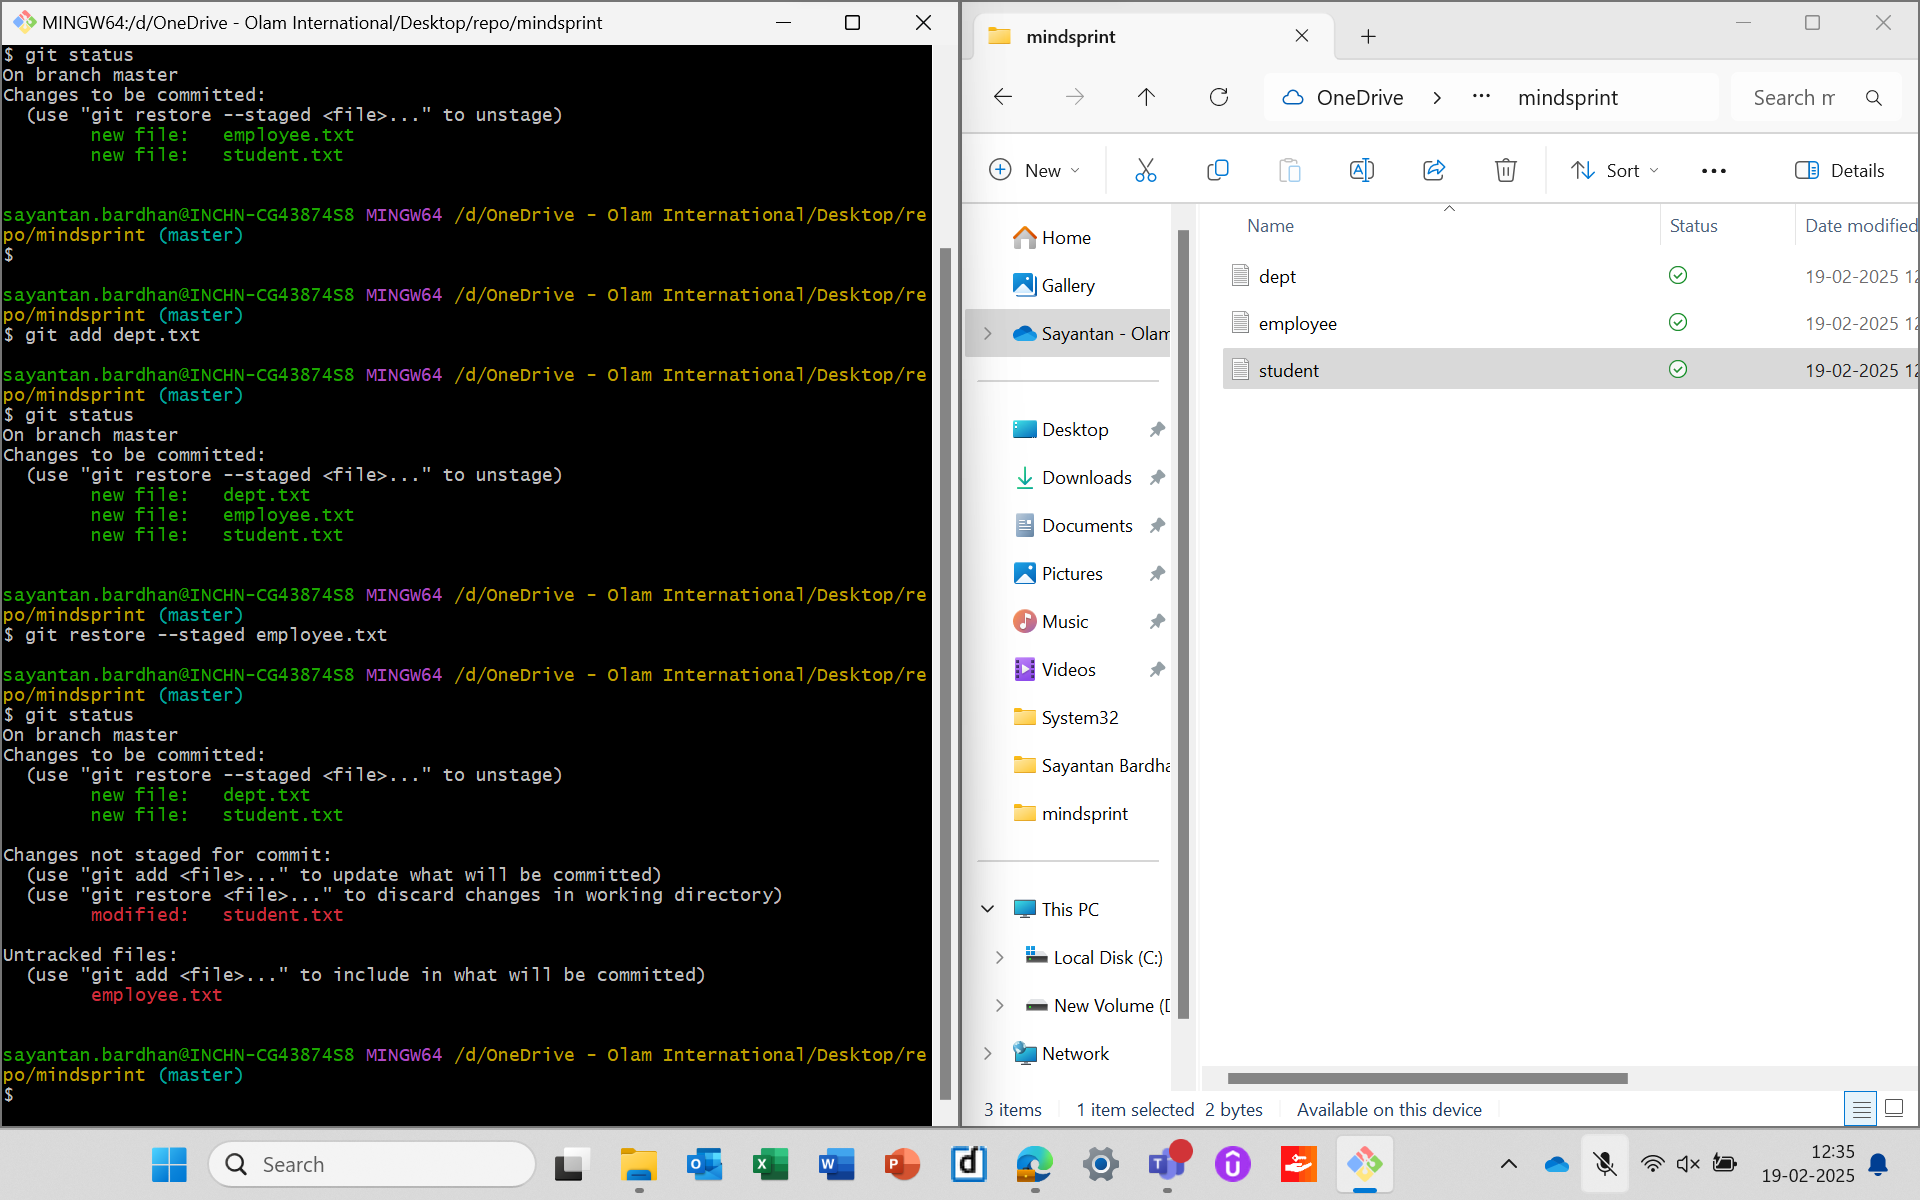 MINGW64:/d/OneDrive - Olam International/Desktop/repo/mindsprint
$ git status
On branch master
Changes to be committed:
  (use "git restore --staged <file>..." to unstage)
        new file:   employee.txt
        new file:   student.txt
sayantan.bardhan@INCHN-CG43874S8 MINGW64 /d/OneDrive - Olam International/Desktop/re
po/mindsprint (master)
$
sayantan.bardhan@INCHN-CG43874S8 MINGW64 /d/OneDrive - Olam International/Desktop/re
po/mindsprint (master)
$ git add dept.txt
sayantan.bardhan@INCHN-CG43874S8 MINGW64 /d/OneDrive - Olam International/Desktop/re
po/mindsprint (master)
$ git status
On branch master
Changes to be committed:
  (use "git restore --staged <file>..." to unstage)
        new file:   dept.txt
        new file:   employee.txt
        new file:   student.txt
sayantan.bardhan@INCHN-CG43874S8 MINGW64 /d/OneDrive - Olam International/Desktop/re
po/mindsprint (master)
$ git restore --staged employee.txt
sayantan.bardhan@INCHN-CG43874S8 MINGW64 /d/OneDrive - Olam International/Desktop/re
po/mindsprint (master)
$ git status
On branch master
Changes to be committed:
  (use "git restore --staged <file>..." to unstage)
        new file:   dept.txt
        new file:   student.txt
Changes not staged for commit:
  (use "git add <file>..." to update what will be committed)
  (use "git restore <file>..." to discard changes in working directory)
        modified:   student.txt
Untracked files:
  (use "git add <file>..." to include in what will be committed)
        employee.txt
sayantan.bardhan@INCHN-CG43874S8 MINGW64 /d/OneDrive - Olam International/Desktop/re
po/mindsprint (master)
$
mindsprint
OneDrive > ... mindsprint
Search m
New
Sort
Details
Home
Gallery
Sayantan - Olam
Desktop
Downloads
Documents
Pictures
Music
Videos
System32
Sayantan Bardha
mindsprint
This PC
Local Disk (C:)
New Volume (D
Network
Name Status Date modified
dept 19-02-2025 12
employee 19-02-2025 12
student 19-02-2025 12
3 items 1 item selected 2 bytes Available on this device
Search
12:35
19-02-2025